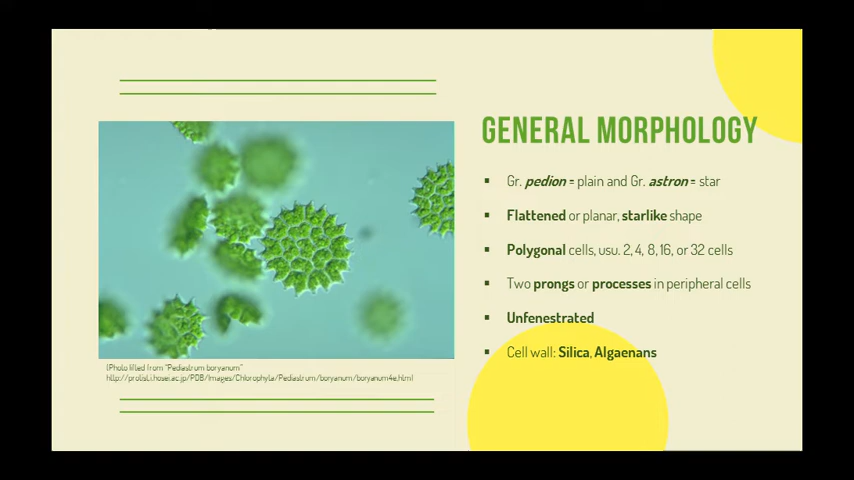 GENERAL MORPHOLOGY
Gr. pedion = plain and Gr. astron = star
Flattened or planar, starlike shape
Polygonal cells, usu. 2, 4, 8, 16, or 32 cells
Two prongs or processes in peripheral cells
Unfenestrated
Cell wall: Silica, Algaenans
(Photo lifted from "Pediastrum boryanum"
http://protist.i.hosei.ac.jp/PDB/Images/Chlorophyta/Pediastrum/boryanum/boryanum4e.html